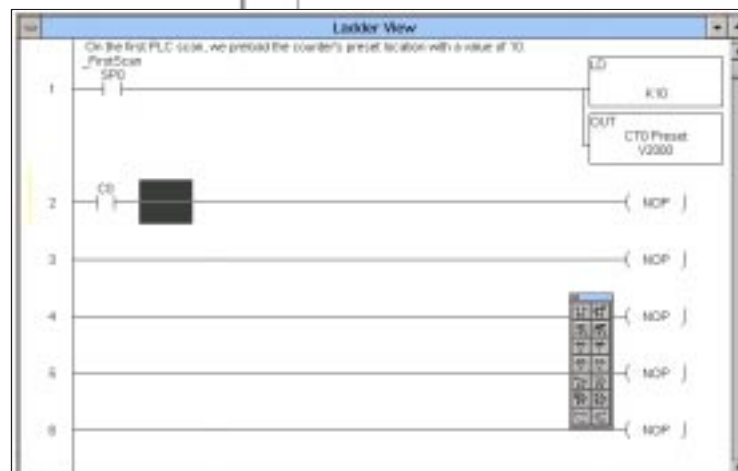 Ladder View
On the first PLC scan, we preload the counter's preset location with a value of 10.
_FirstScan
SP0
1
LD
K10
OUT
CT0 Preset
V2000
C0
2
NOP
3
NOP
4
NOP
5
NOP
6
NOP